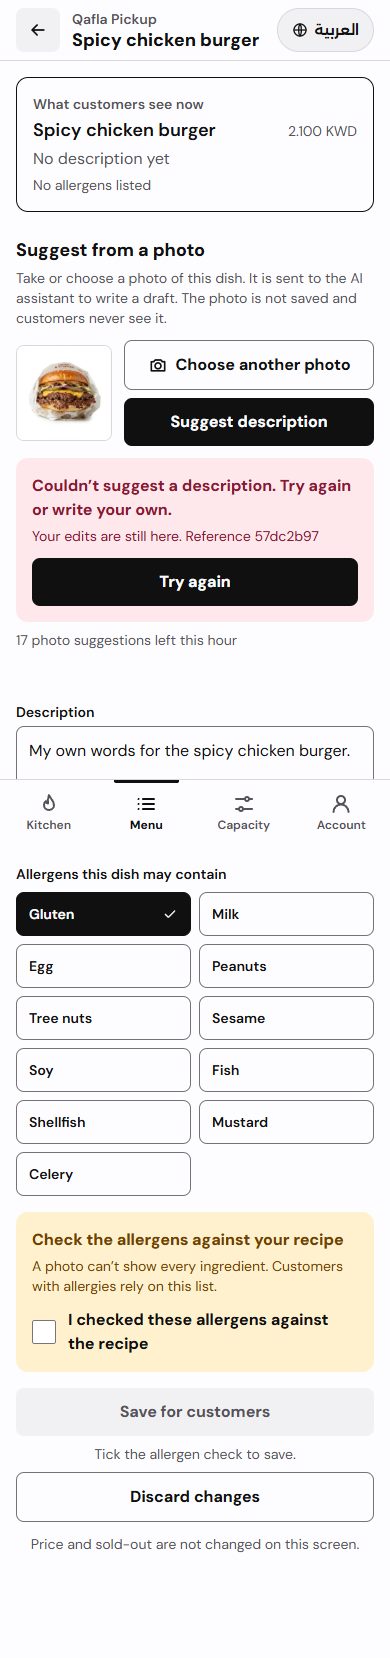 Qafla Pickup
Spicy chicken burger
العربية
What customers see now
Spicy chicken burger
2.100 KWD
No description yet
No allergens listed
Suggest from a photo
Take or choose a photo of this dish. It is sent to the AI
assistant to write a draft. The photo is not saved and
customers never see it.
Choose another photo
Suggest description
Couldn’t suggest a description. Try again
or write your own.
Your edits are still here. Reference 57dc2b97
Try again
17 photo suggestions left this hour
Description
My own words for the spicy chicken burger.
Kitchen
Menu
Capacity
Account
Allergens this dish may contain
Gluten
Milk
Egg
Peanuts
Tree nuts
Sesame
Soy
Fish
Shellfish
Mustard
Celery
Check the allergens against your recipe
A photo can’t show every ingredient. Customers
with allergies rely on this list.
I checked these allergens against
the recipe
Save for customers
Tick the allergen check to save.
Discard changes
Price and sold-out are not changed on this screen.